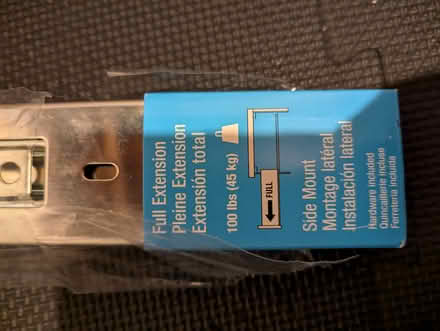 Full Extension
Pleine Extension
Extensión total
100 lbs (45 kg)
FULL
Side Mount
Montage latéral
Instalación lateral
Hardware included
Quincaillerie incluse
Ferretería incluida